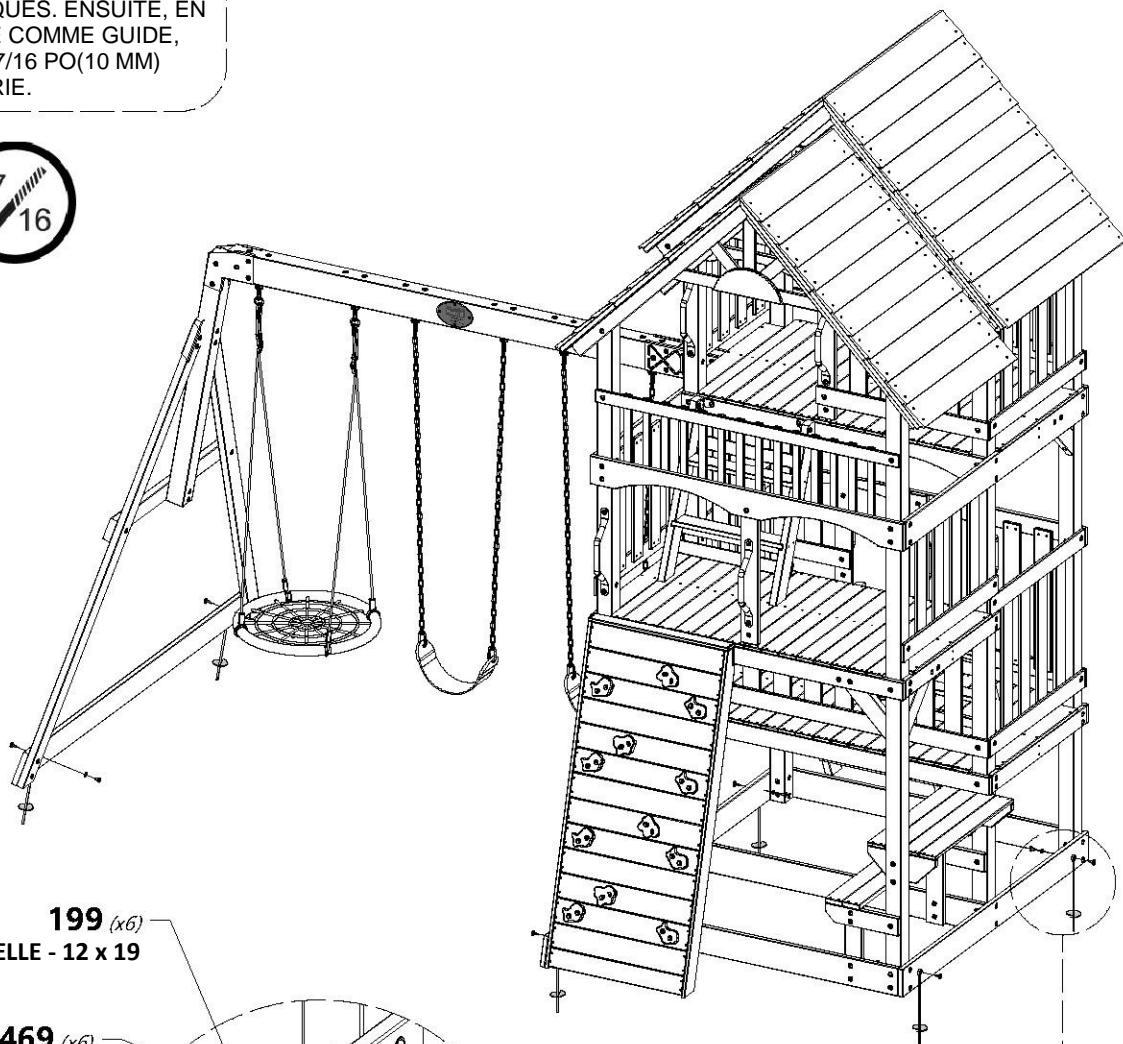 QUES. ENSUITE, EN
E COMME GUIDE,
7/16 PO(10 MM)
RIE.
7
16
199 (x6)
ELLE - 12 x 19
469 (x6)